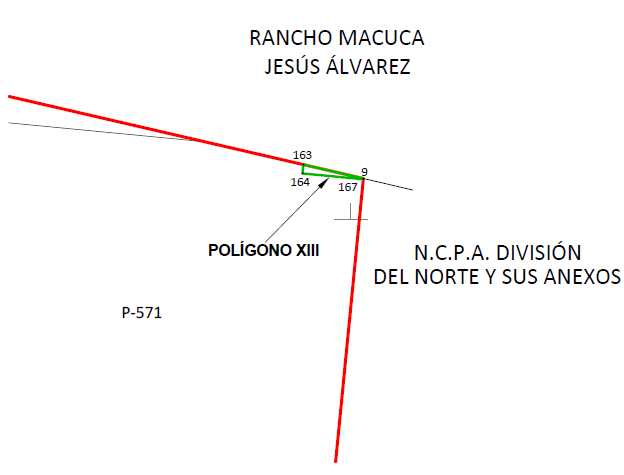 RANCHO MACUCA
JESÚS ÁLVAREZ
163
9
164
167
POLÍGONO XIII
N.C.P.A. DIVISIÓN
DEL NORTE Y SUS ANEXOS
P-571